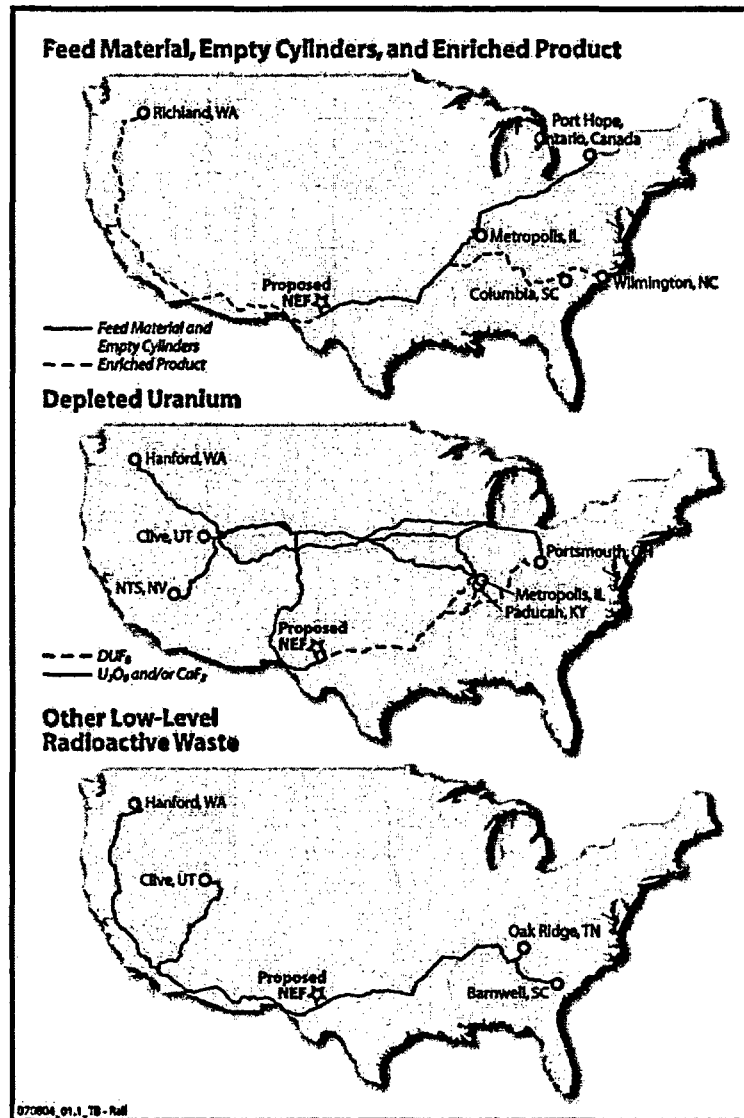 Feed Material, Empty Cylinders, and Enriched Product
Richland, WA
Port Hope,
Ontario, Canada
Metropolis, IL
Proposed
NEF
Columbia, SC
Wilmington, NC
Feed Material and
Empty Cylinders
Enriched Product
Depleted Uranium
Hanford, WA
Clive, UT
Portsmouth, OH
NTS, NV
Metropolis, IL
Paducah, KY
Proposed
NEF
DUF₆
U₃O₈ and/or CaF₂
Other Low-Level
Radioactive Waste
Hanford, WA
Clive, UT
Oak Ridge, TN
Proposed
NEF
Barnwell, SC